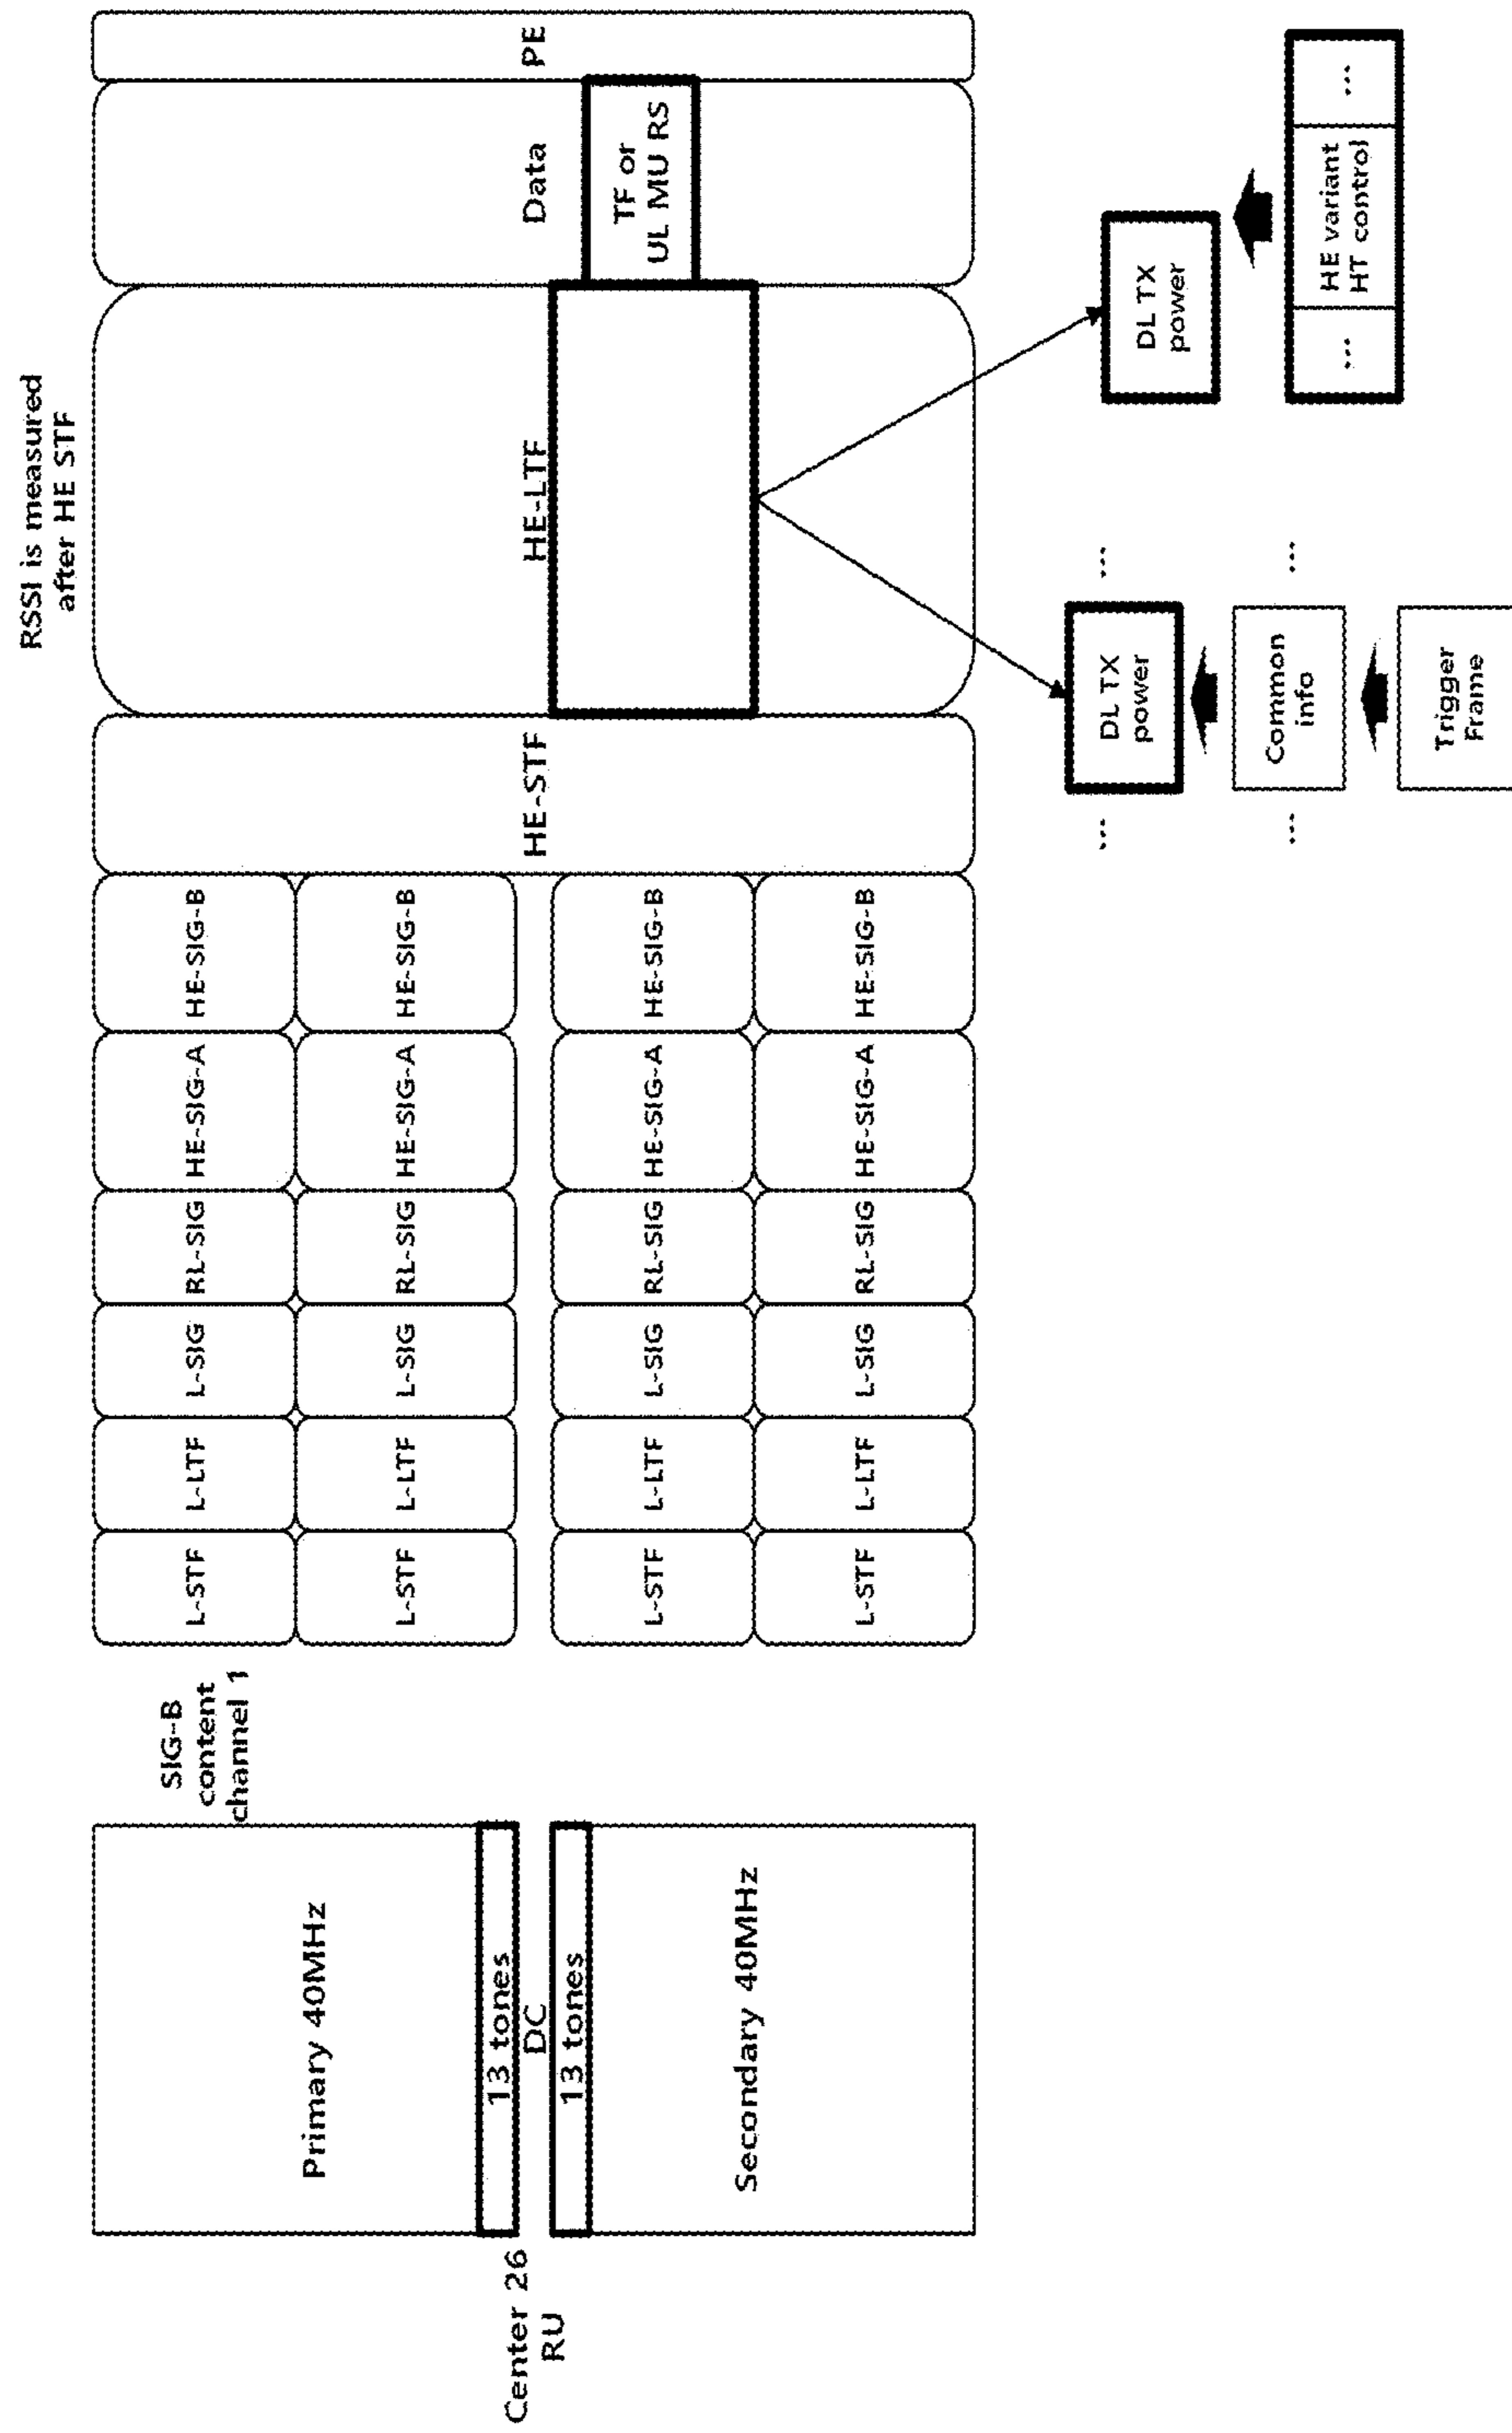 RSSI is measured
after HE STF
SIG-B
content
channel 1
Primary 40MHz
L-STF
L-LTF
L-SIG
RL-SIG
HE-SIG-A
HE-SIG-B
L-STF
L-LTF
L-SIG
RL-SIG
HE-SIG-A
HE-SIG-B
Center 26
RU
13 tones
DC
13 tones
HE-STF
HE-LTF
Data
PE
TF or
UL MU RS
Secondary 40MHz
L-STF
L-LTF
L-SIG
RL-SIG
HE-SIG-A
HE-SIG-B
L-STF
L-LTF
L-SIG
RL-SIG
HE-SIG-A
HE-SIG-B
...
DL TX
power
...
DL TX
power
...
Common
info
...
...
HE variant
HT control
...
Trigger
Frame